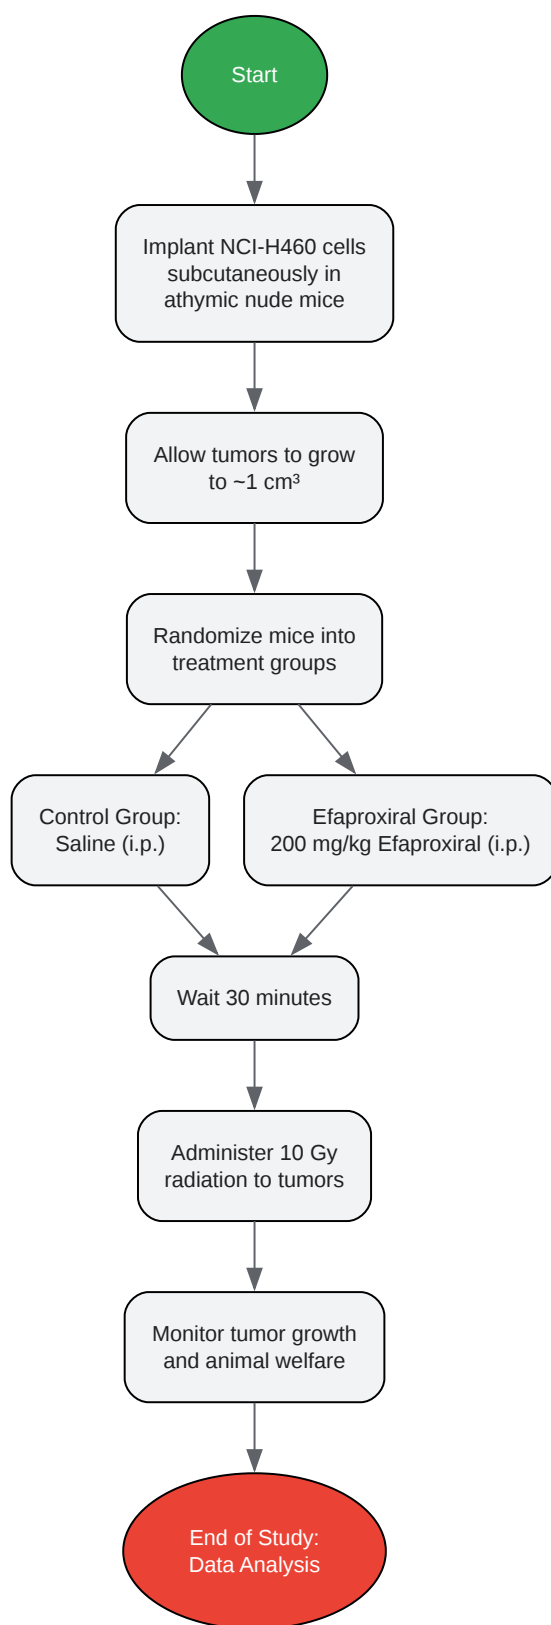 Start
Implant NCI-H460 cells
subcutaneously in
athymic nude mice
Allow tumors to grow
to ~1 cm³
Randomize mice into
treatment groups
Control Group:
Saline (i.p.)
Efaproxiral Group:
200 mg/kg Efaproxiral (i.p.)
Wait 30 minutes
Administer 10 Gy
radiation to tumors
Monitor tumor growth
and animal welfare
End of Study:
Data Analysis